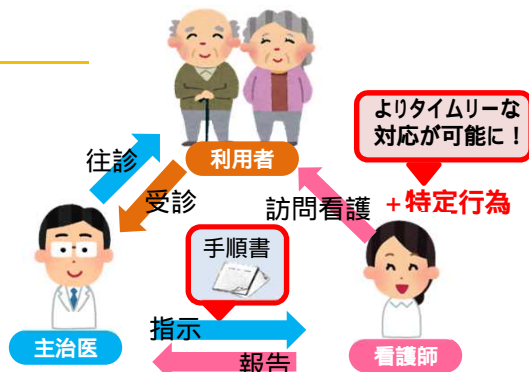 よりタイムリーな
対応が可能に！
利用者
往診
受診
訪問看護
+特定行為
手順書
指示
主治医
報告
看護師